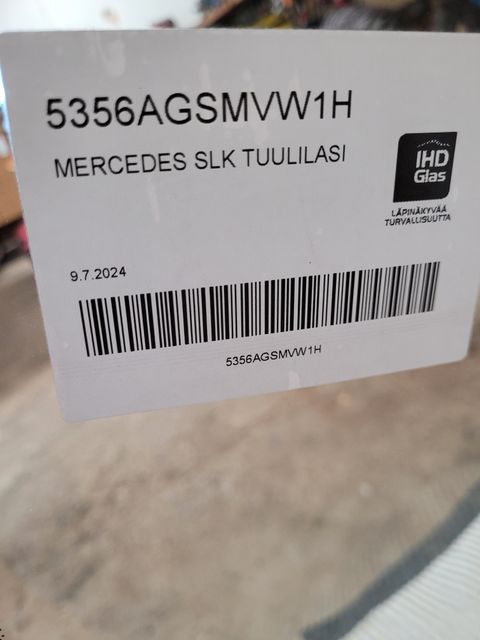 5356AGSMVW1H
MERCEDES SLK TUULILASI
IHD
Glas
LÄPINÄKYVÄÄ
TURVALLISUUTTA
9.7.2024
5356AGSMVW1H